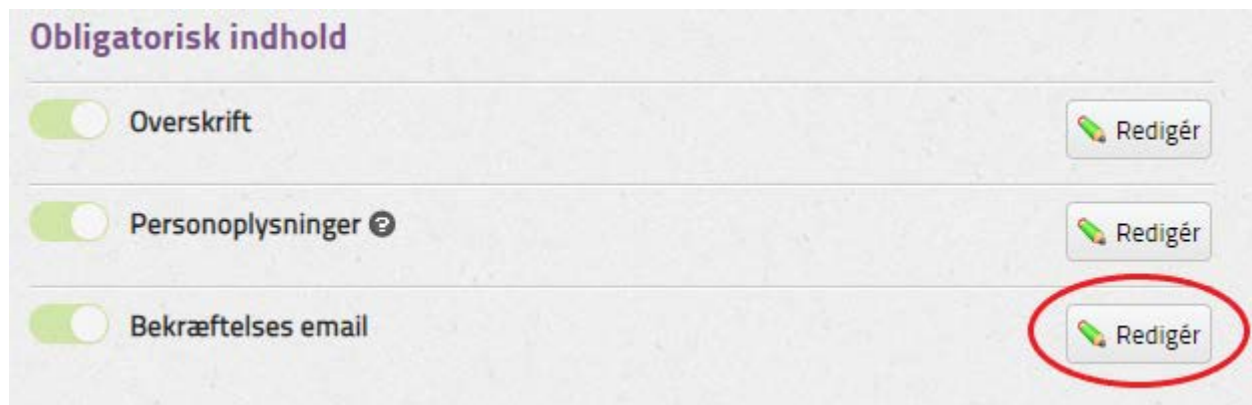 Obligatorisk indhold
Overskrift
Redigér
Personoplysninger ?
Redigér
Bekræftelses email
Redigér